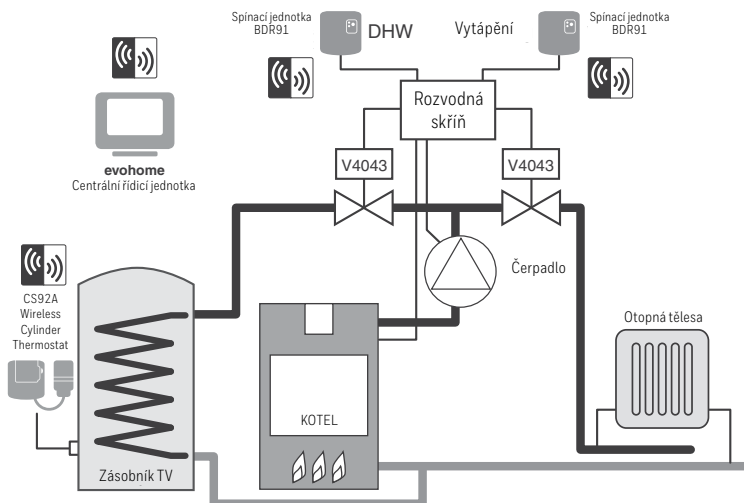 Spínací jednotka
BDR91
DHW
Vytápění
Spínací jednotka
BDR91
Rozvodná
skříň
evohome
Centrální řídicí jednotka
V4043
V4043
Čerpadlo
CS92A
Wireless
Cylinder
Thermostat
Otopná tělesa
KOTEL
Zásobník TV